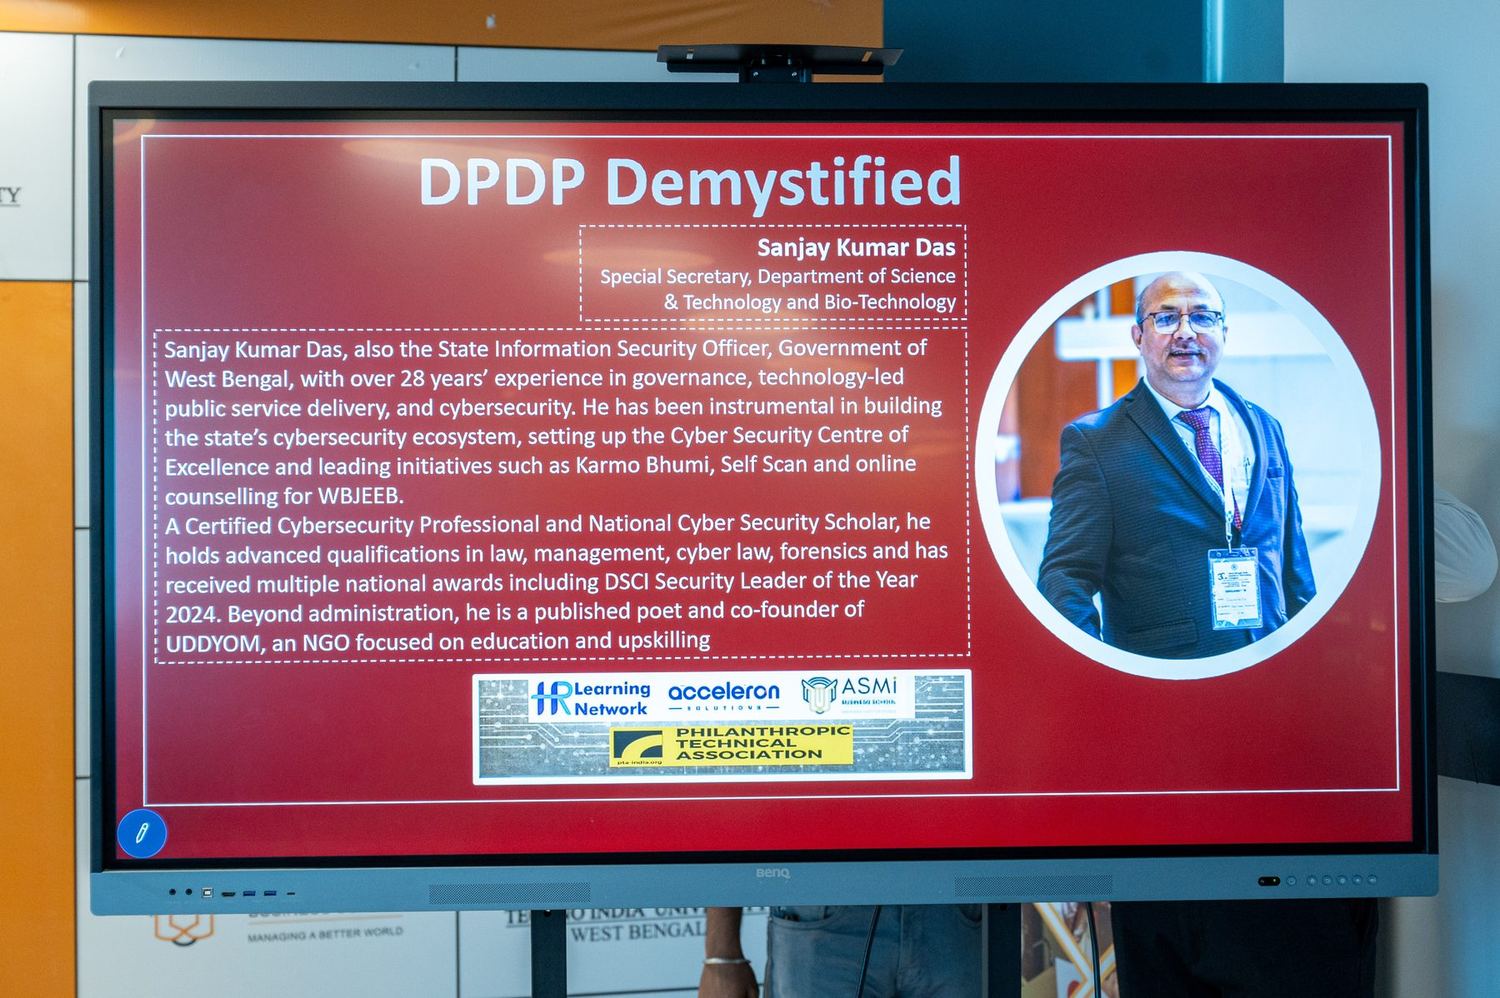 TY
DPDP Demystified
Sanjay Kumar Das
Special Secretary, Department of Science
& Technology and Bio-Technology
Sanjay Kumar Das, also the State Information Security Officer, Government of
West Bengal, with over 28 years' experience in governance, technology-led
public service delivery, and cybersecurity. He has been instrumental in building
the state's cybersecurity ecosystem, setting up the Cyber Security Centre of
Excellence and leading initiatives such as Karmo Bhumi, Self Scan and online
counselling for WBJEEB.
A Certified Cybersecurity Professional and National Cyber Security Scholar, he
holds advanced qualifications in law, management, cyber law, forensics and has
received multiple national awards including DSCI Security Leader of the Year
2024. Beyond administration, he is a published poet and co-founder of
UDDYOM, an NGO focused on education and upskilling
HR Learning
Network
acceleron
SOLUTIONS
ASMi
BUSINESS SCHOOL
PHILANTHROPIC
TECHNICAL
ASSOCIATION
pta-india.org
BenQ
MANAGING A BETTER WORLD
WEST BENGAL